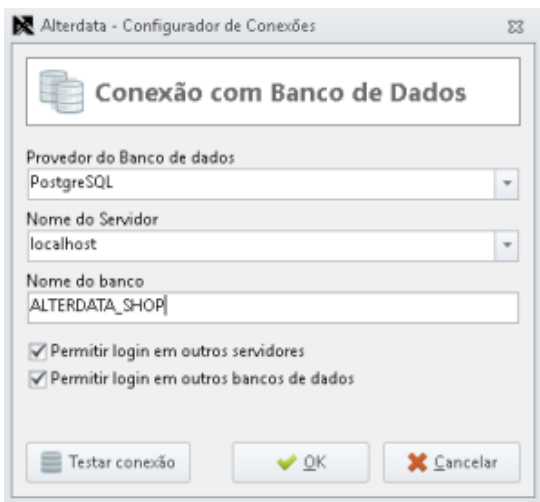 Alterdata - Configurador de Conexões
Conexão com Banco de Dados
Provedor do Banco de dados
PostgreSQL
Nome do Servidor
localhost
Nome do banco
ALTERDATA_SHOP
Permitir login em outros servidores
Permitir login em outros bancos de dados
Testar conexão OK Cancelar